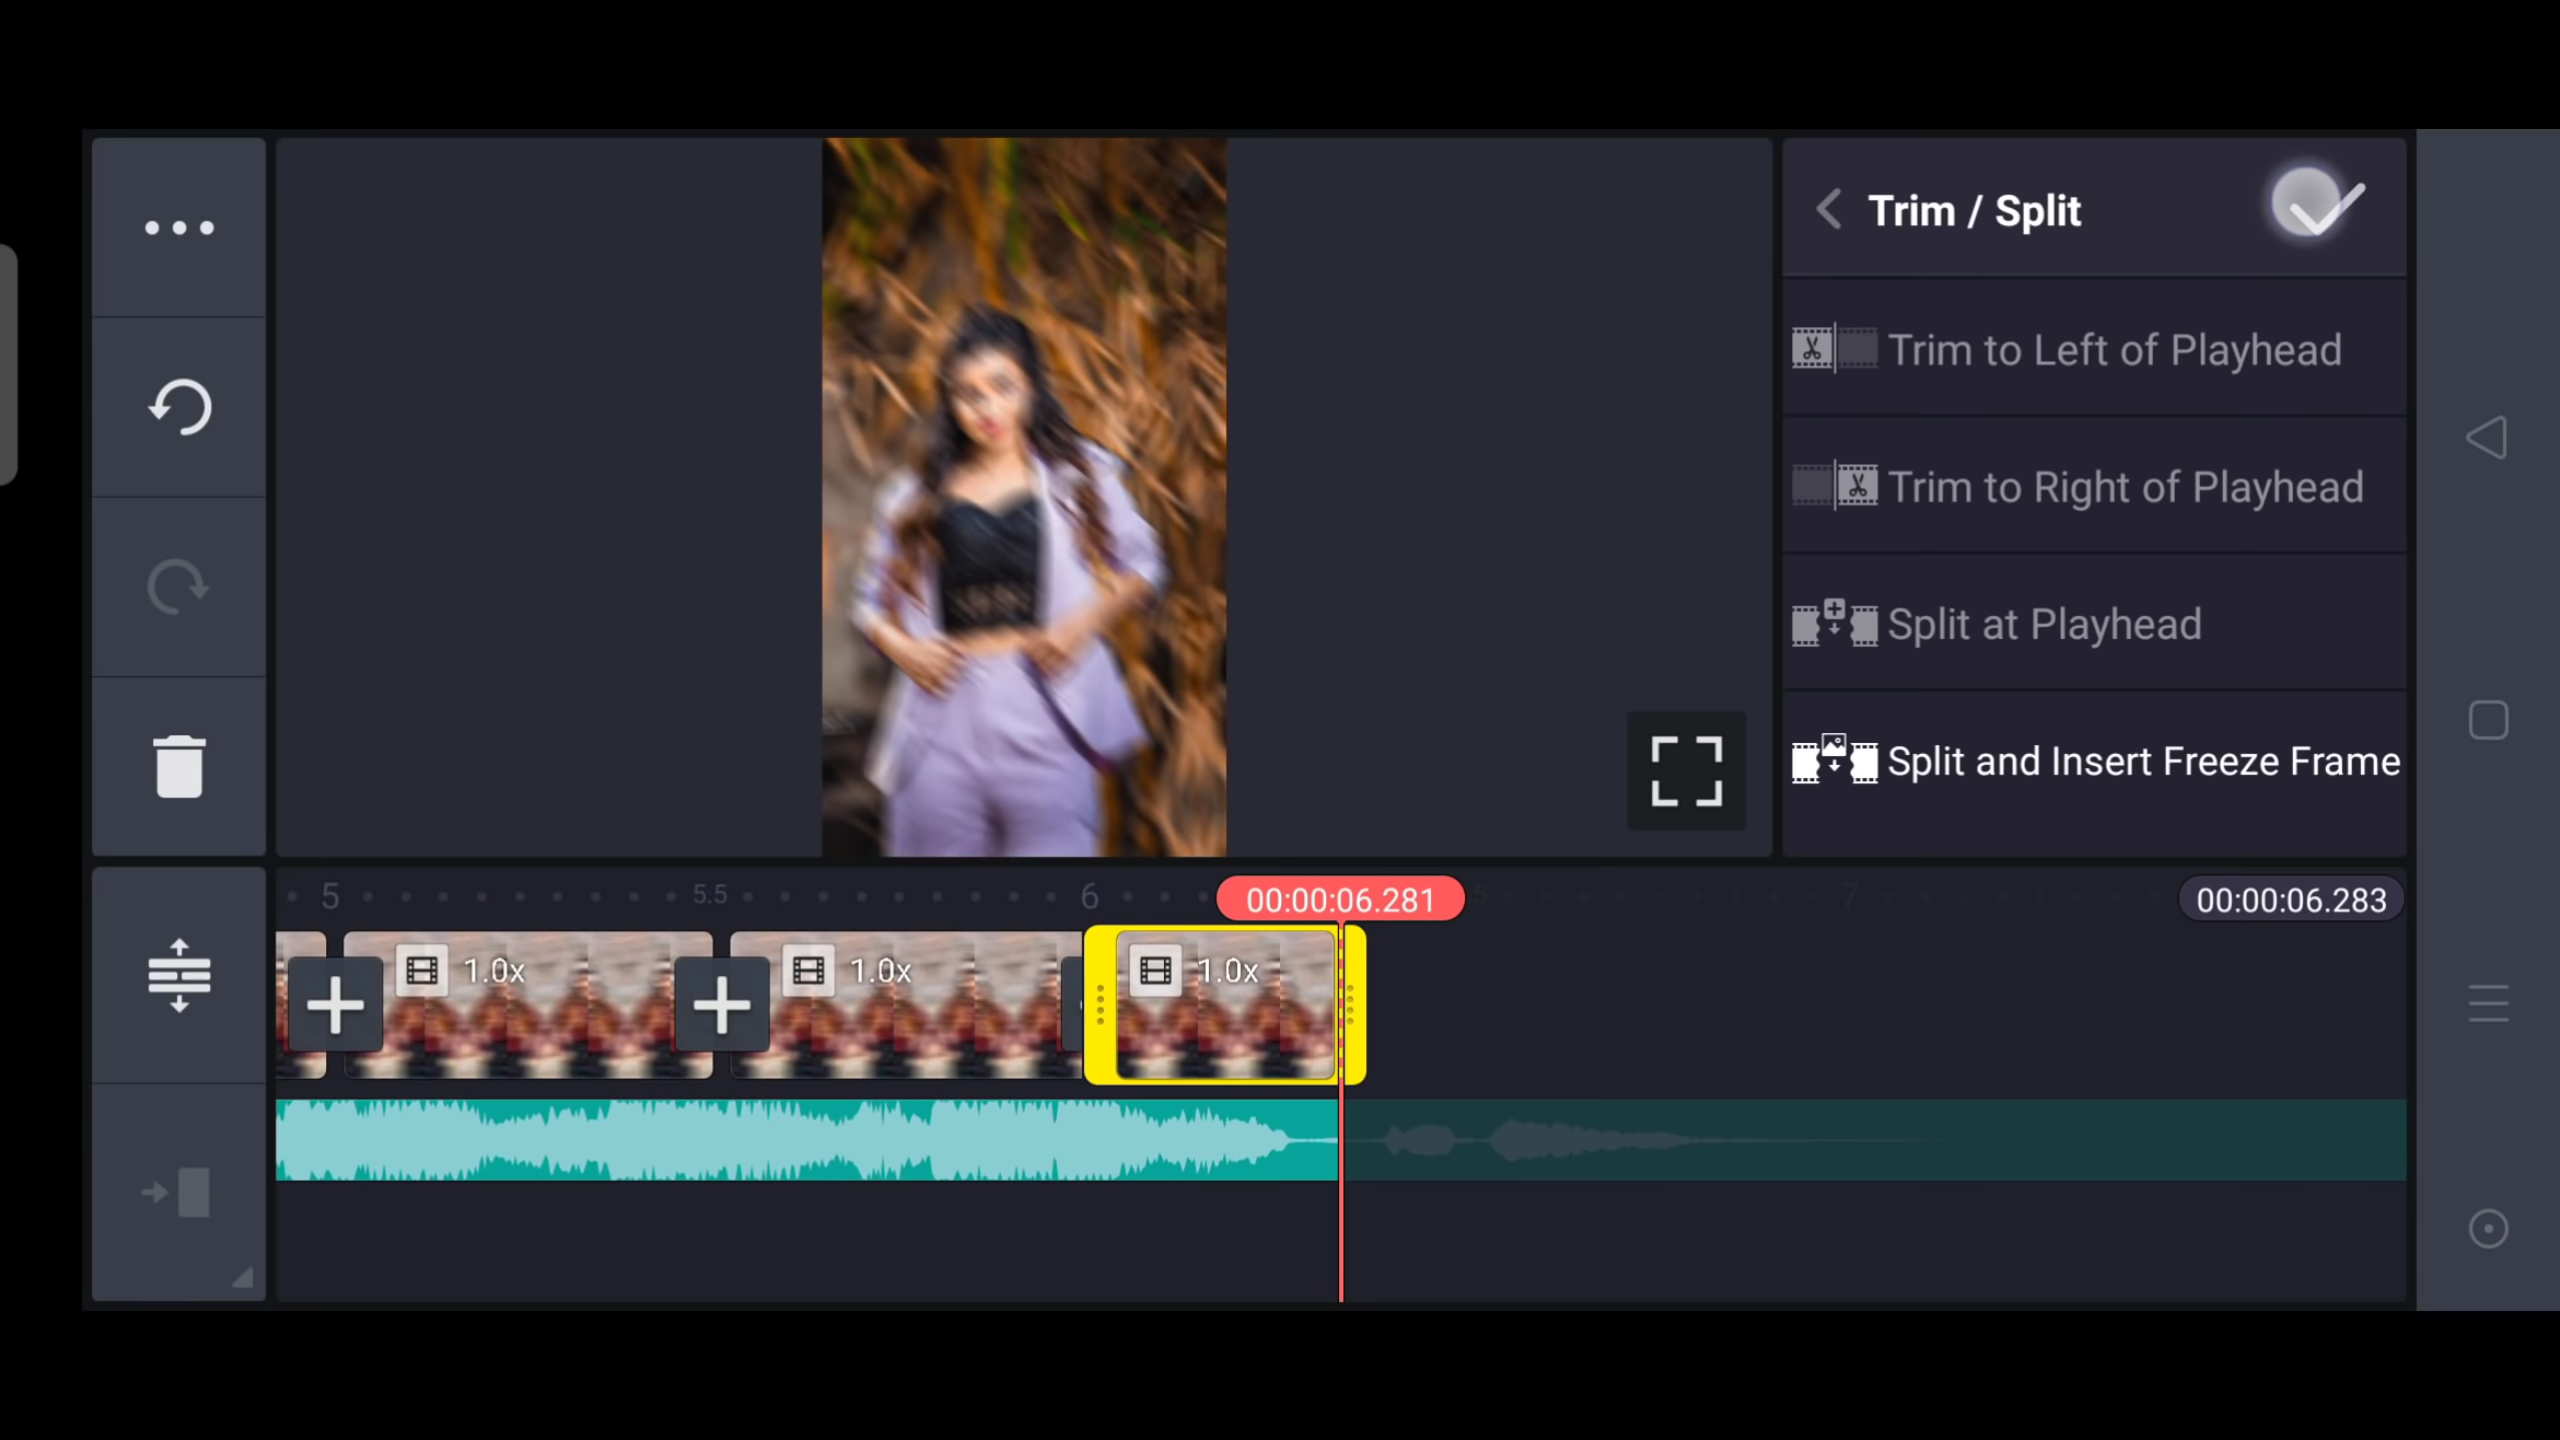 Trim / Split
Trim to Left of Playhead
Trim to Right of Playhead
Split at Playhead
Split and Insert Freeze Frame
5
5.5
6
00:00:06.281
5
7
00:00:06.283
1.0x
1.0x
1.0x